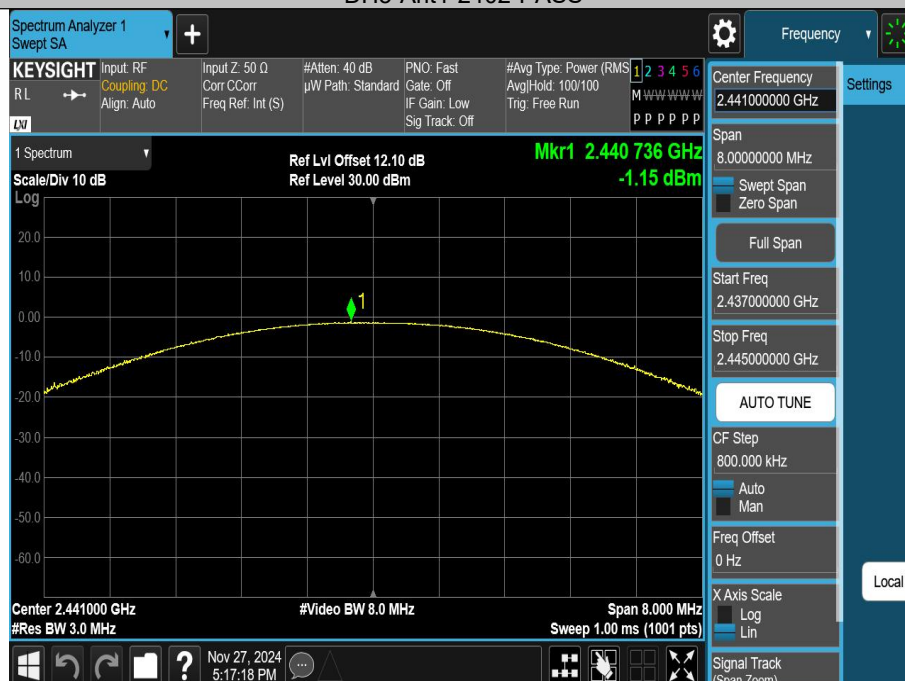 Spectrum Analyzer 1
Swept SA
+
Frequency
KEYSIGHT
RL
LXI
Input: RF
Coupling: DC
Align: Auto
Input Z: 50 Ω
Corr CCorr
Freq Ref: Int (S)
#Atten: 40 dB
µW Path: Standard
PNO: Fast
Gate: Off
IF Gain: Low
Sig Track: Off
#Avg Type: Power (RMS
Avg|Hold: 100/100
Trig: Free Run
1 2 3 4 5 6
M W W W W W
P P P P P P
1 Spectrum
Scale/Div 10 dB
Log
Ref Lvl Offset 12.10 dB
Ref Level 30.00 dBm
Mkr1 2.440 736 GHz
-1.15 dBm
20.0
10.0
0.00
-10.0
-20.0
-30.0
-40.0
-50.0
-60.0
1
Center 2.441000 GHz
#Res BW 3.0 MHz
#Video BW 8.0 MHz
Span 8.000 MHz
Sweep 1.00 ms (1001 pts)
Nov 27, 2024
5:17:18 PM
?
Center Frequency
2.441000000 GHz
Settings
Span
8.00000000 MHz
Swept Span
Zero Span
Full Span
Start Freq
2.437000000 GHz
Stop Freq
2.445000000 GHz
AUTO TUNE
CF Step
800.000 kHz
Auto
Man
Freq Offset
0 Hz
X Axis Scale
Log
Lin
Local
Signal Track
(Span Zoom)